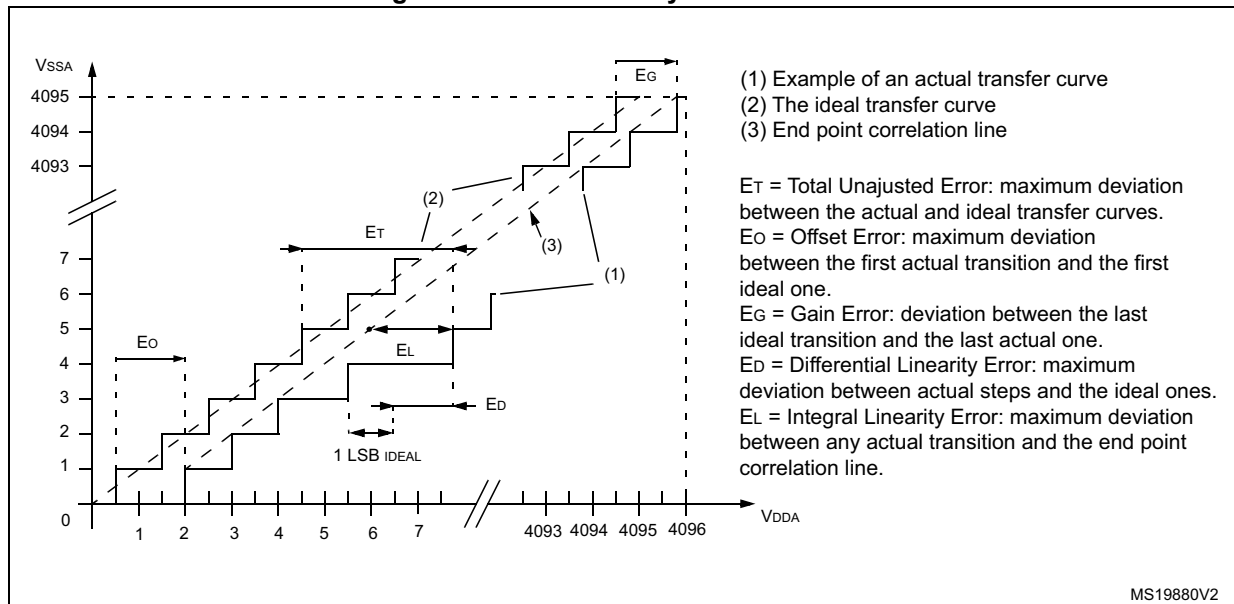 VSSA
EG
4095
4094
4093
(2)
ET
(3)
(1)
7
6
5
4
3
2
1
0
EO
EL
ED
1 LSB IDEAL
1 2 3 4 5 6 7 4093 4094 4095 4096
VDDA
(1) Example of an actual transfer curve
(2) The ideal transfer curve
(3) End point correlation line
ET = Total Unajusted Error: maximum deviation
between the actual and ideal transfer curves.
EO = Offset Error: maximum deviation
between the first actual transition and the first
ideal one.
EG = Gain Error: deviation between the last
ideal transition and the last actual one.
ED = Differential Linearity Error: maximum
deviation between actual steps and the ideal ones.
EL = Integral Linearity Error: maximum deviation
between any actual transition and the end point
correlation line.
MS19880V2